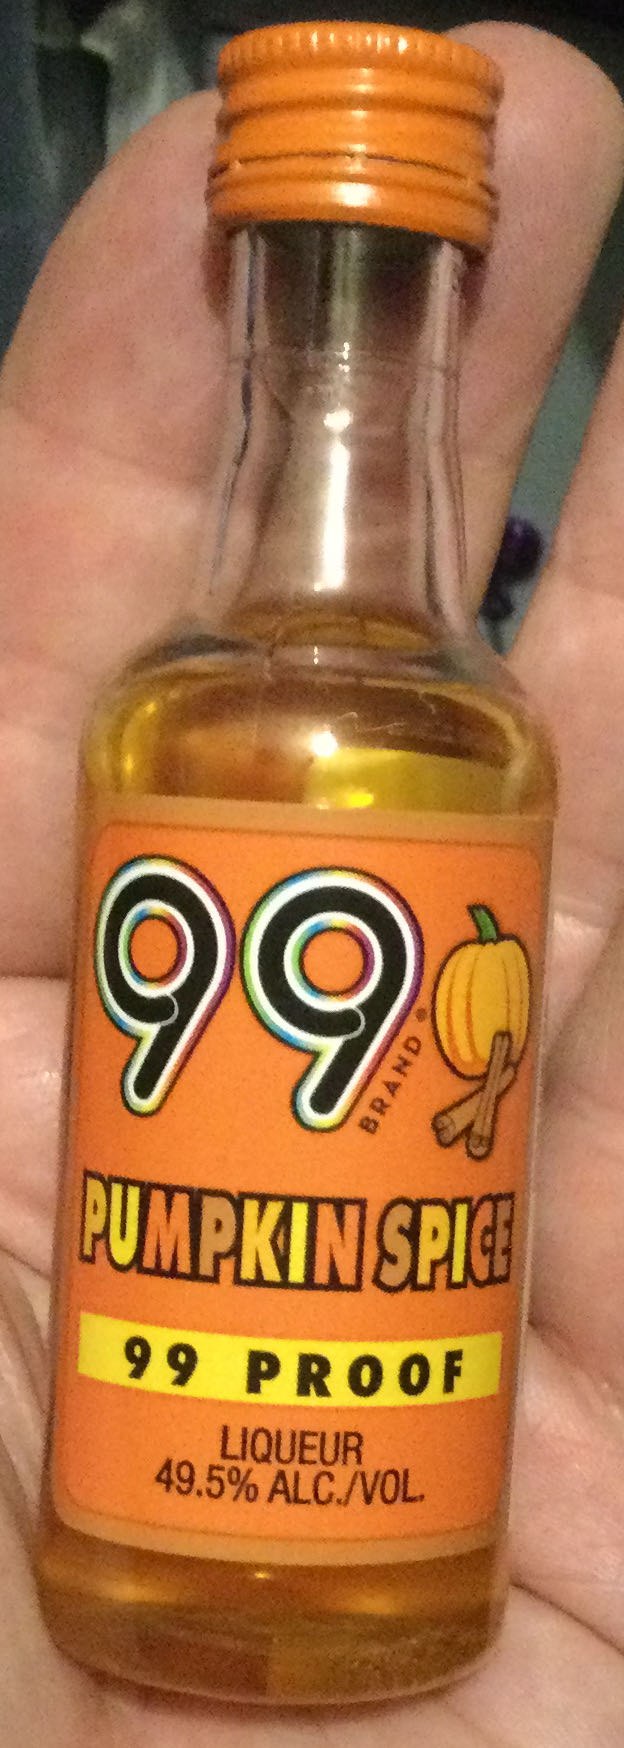 99
BRAND®
PUMPKIN SPICE
99 PROOF
LIQUEUR
49.5% ALC./VOL.